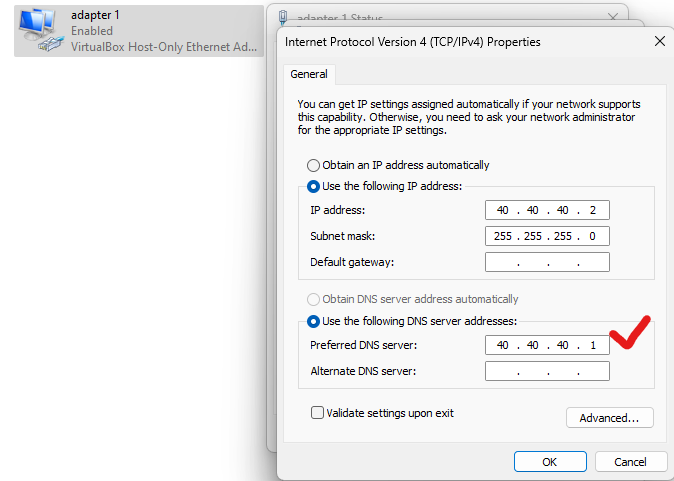 adapter 1
Enabled
VirtualBox Host-Only Ethernet Ad...
adapter 1 Status
Internet Protocol Version 4 (TCP/IPv4) Properties
General
You can get IP settings assigned automatically if your network supports
this capability. Otherwise, you need to ask your network administrator
for the appropriate IP settings.
Obtain an IP address automatically
Use the following IP address:
IP address: 40 . 40 . 40 . 2
Subnet mask: 255 . 255 . 255 . 0
Default gateway: . . .
Obtain DNS server address automatically
Use the following DNS server addresses:
Preferred DNS server: 40 . 40 . 40 . 1
Alternate DNS server: . . .
Validate settings upon exit
Advanced...
OK Cancel